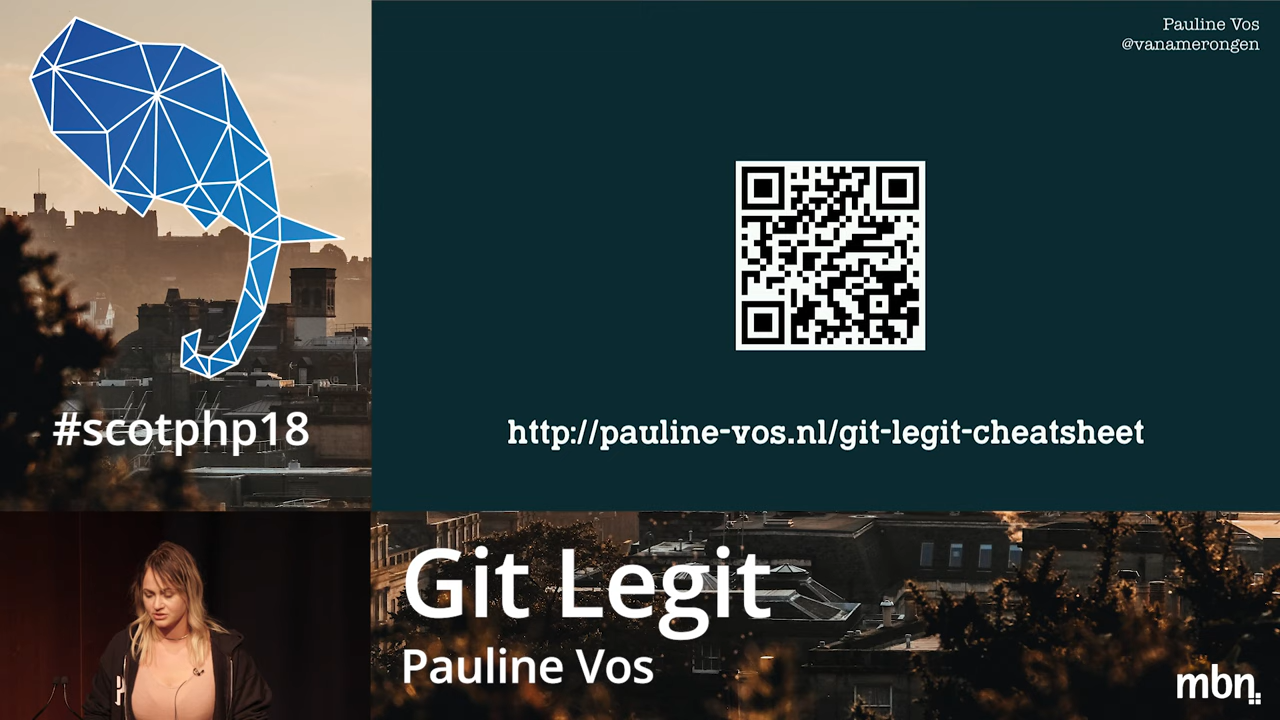 Pauline Vos
@vanamerongen
http://pauline-vos.nl/git-legit-cheatsheet
#scotphp18
Git Legit
Pauline Vos
mbn